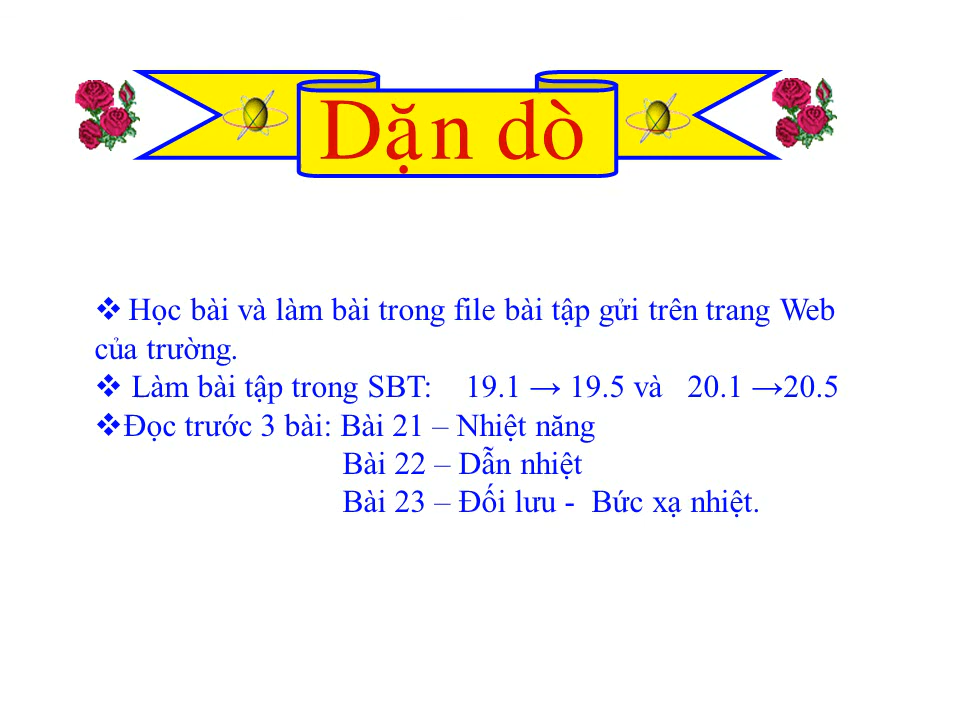 Dặn dò
❖ Học bài và làm bài trong file bài tập gửi trên trang Web
của trường.
❖ Làm bài tập trong SBT: 19.1 → 19.5 và 20.1 →20.5
❖Đọc trước 3 bài: Bài 21 – Nhiệt năng
Bài 22 – Dẫn nhiệt
Bài 23 – Đối lưu - Bức xạ nhiệt.